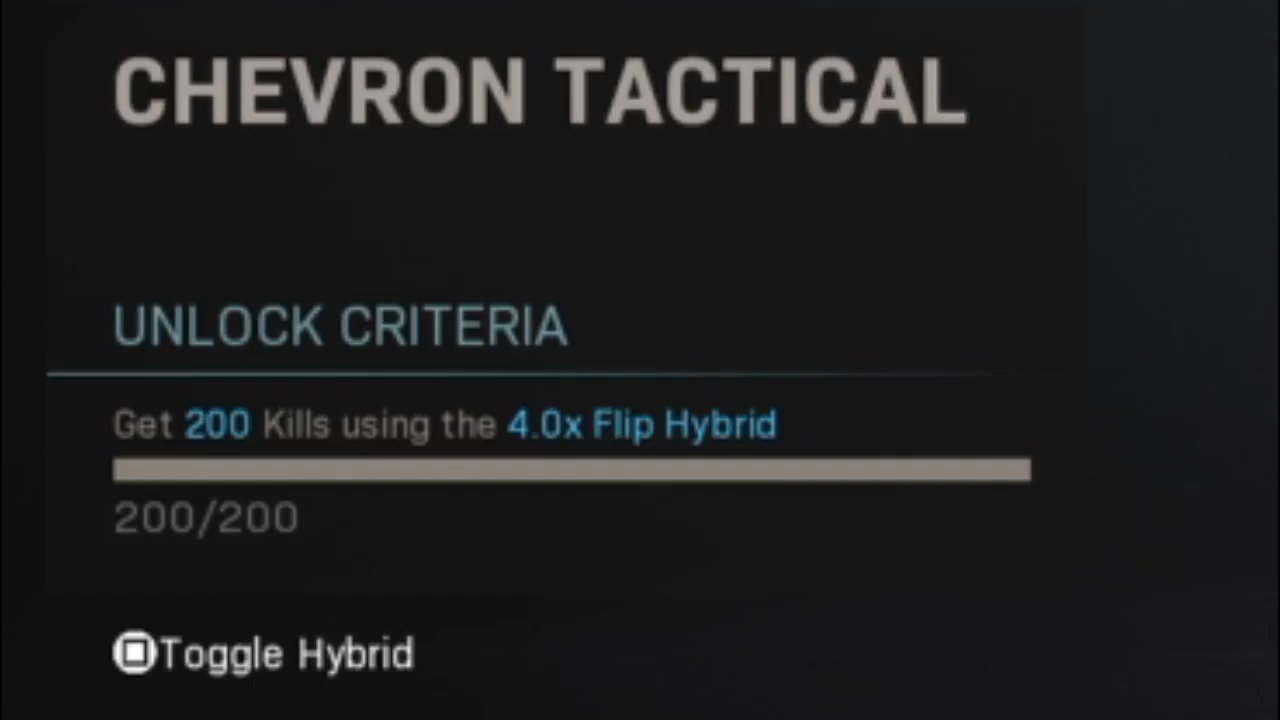 CHEVRON TACTICAL
UNLOCK CRITERIA
Get 200 Kills using the 4.0x Flip Hybrid
200/200
Toggle Hybrid